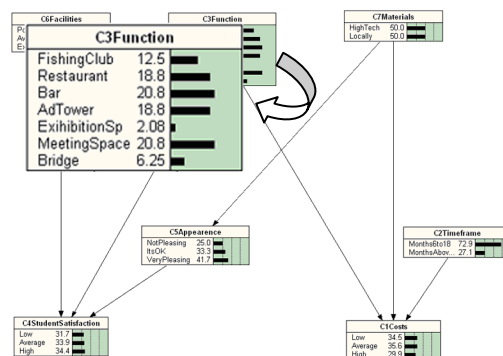 C6Facilities
C3Function
C7Materials
HighTech 50.0
Locally 50.0
C3Function
FishingClub 12.5
Restaurant 18.8
Bar 20.8
AdTower 18.8
ExihibitionSp 2.08
MeetingSpace 20.8
Bridge 6.25
C5Appearence
NotPleasing 25.0
ItsOK 33.3
VeryPleasing 41.7
C2Timeframe
Months6to18 72.9
MonthsAbov... 27.1
C4StudentSatisfaction
Low 31.7
Average 33.9
High 34.4
C1Costs
Low 34.5
Average 35.6
High 29.9